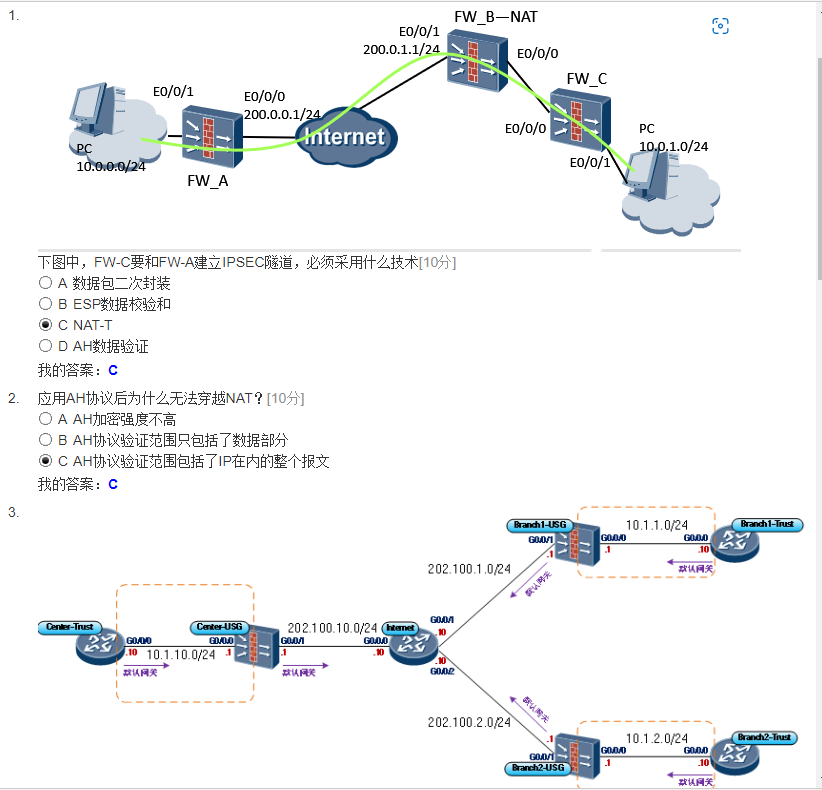 1.
FW_B—NAT
E0/0/1
200.0.1.1/24
E0/0/0
FW_C
E0/0/1
E0/0/0
200.0.0.1/24
Internet
E0/0/0
PC
10.0.1.0/24
PC
10.0.0.0/24
E0/0/1
FW_A
下图中，FW-C要和FW-A建立IPSEC隧道，必须采用什么技术[10分]
A 数据包二次封装
B ESP数据校验和
C NAT-T
D AH数据验证
我的答案：C
2. 应用AH协议后为什么无法穿越NAT？[10分]
A AH加密强度不高
B AH协议验证范围只包括了数据部分
C AH协议验证范围包括了IP在内的整个报文
我的答案：C
3.
Branch1-USG
10.1.1.0/24
Branch1-Trust
G0/0/1
G0/0/0
G0/0/0
.1
.1
.10
默认网关
202.100.1.0/24
默认网关
Center-Trust
Center-USG
202.100.10.0/24
Internet
G0/0/1
.10
G0/0/0
G0/0/0
G0/0/1
G0/0/0
.10
10.1.10.0/24
.1
.1
.10
.10
G0/0/2
默认网关
默认网关
默认网关
202.100.2.0/24
10.1.2.0/24
Branch2-Trust
.1
G0/0/1
G0/0/0
G0/0/0
Branch2-USG
.1
.10
默认网关